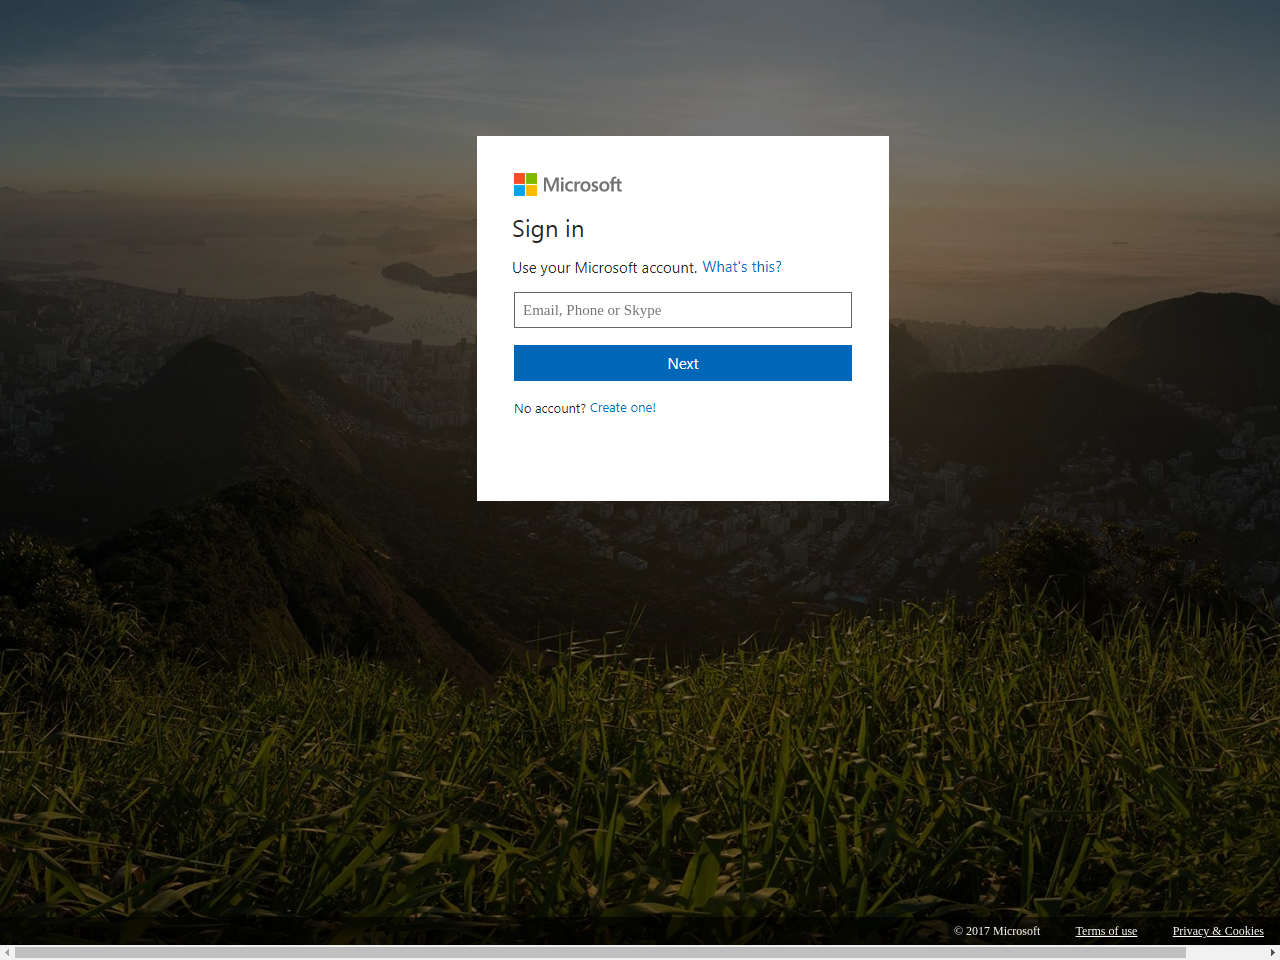 Microsoft
Sign in
Use your Microsoft account. What's this?
Email, Phone or Skype
Next
No account? Create one!
© 2017 Microsoft Terms of use Privacy & Cookies